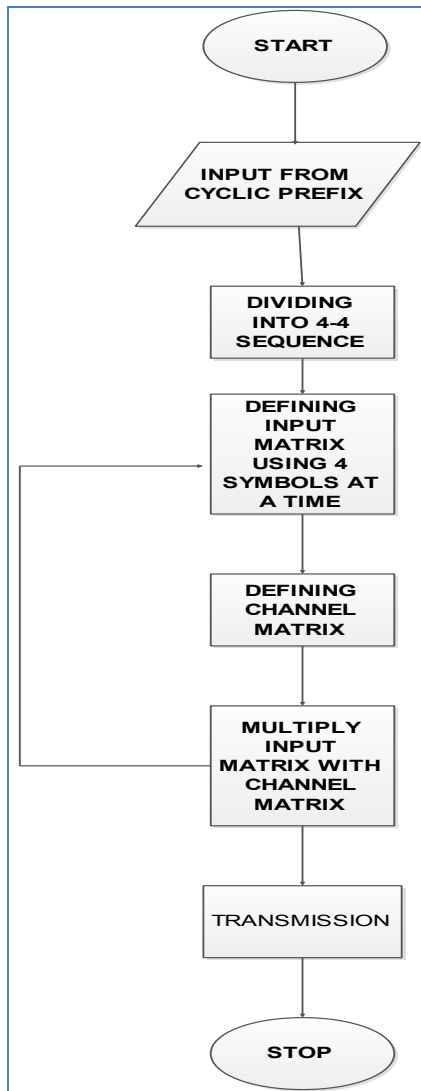 START
INPUT FROM
CYCLIC PREFIX
DIVIDING
INTO 4-4
SEQUENCE
DEFINING
INPUT
MATRIX
USING 4
SYMBOLS AT
A TIME
DEFINING
CHANNEL
MATRIX
MULTIPLY
INPUT
MATRIX WITH
CHANNEL
MATRIX
TRANSMISSION
STOP